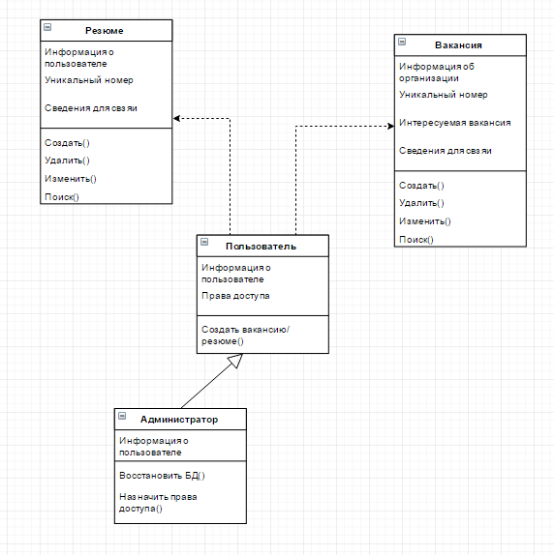 Резюме
Информация о
пользователе
Уникальный номер
Сведения для свзяи
Создать()
Удалить()
Изменить()
Поиск()
Вакансия
Информация об
организации
Уникальный номер
Интересуемая вакансия
Сведения для свзяи
Создать()
Удалить()
Изменить()
Поиск()
Пользователь
Информация о
пользователе
Права доступа
Создать вакансию/
резюме()
Администратор
Информация о
пользователе
Восстановить БД()
Назначить права
доступа()